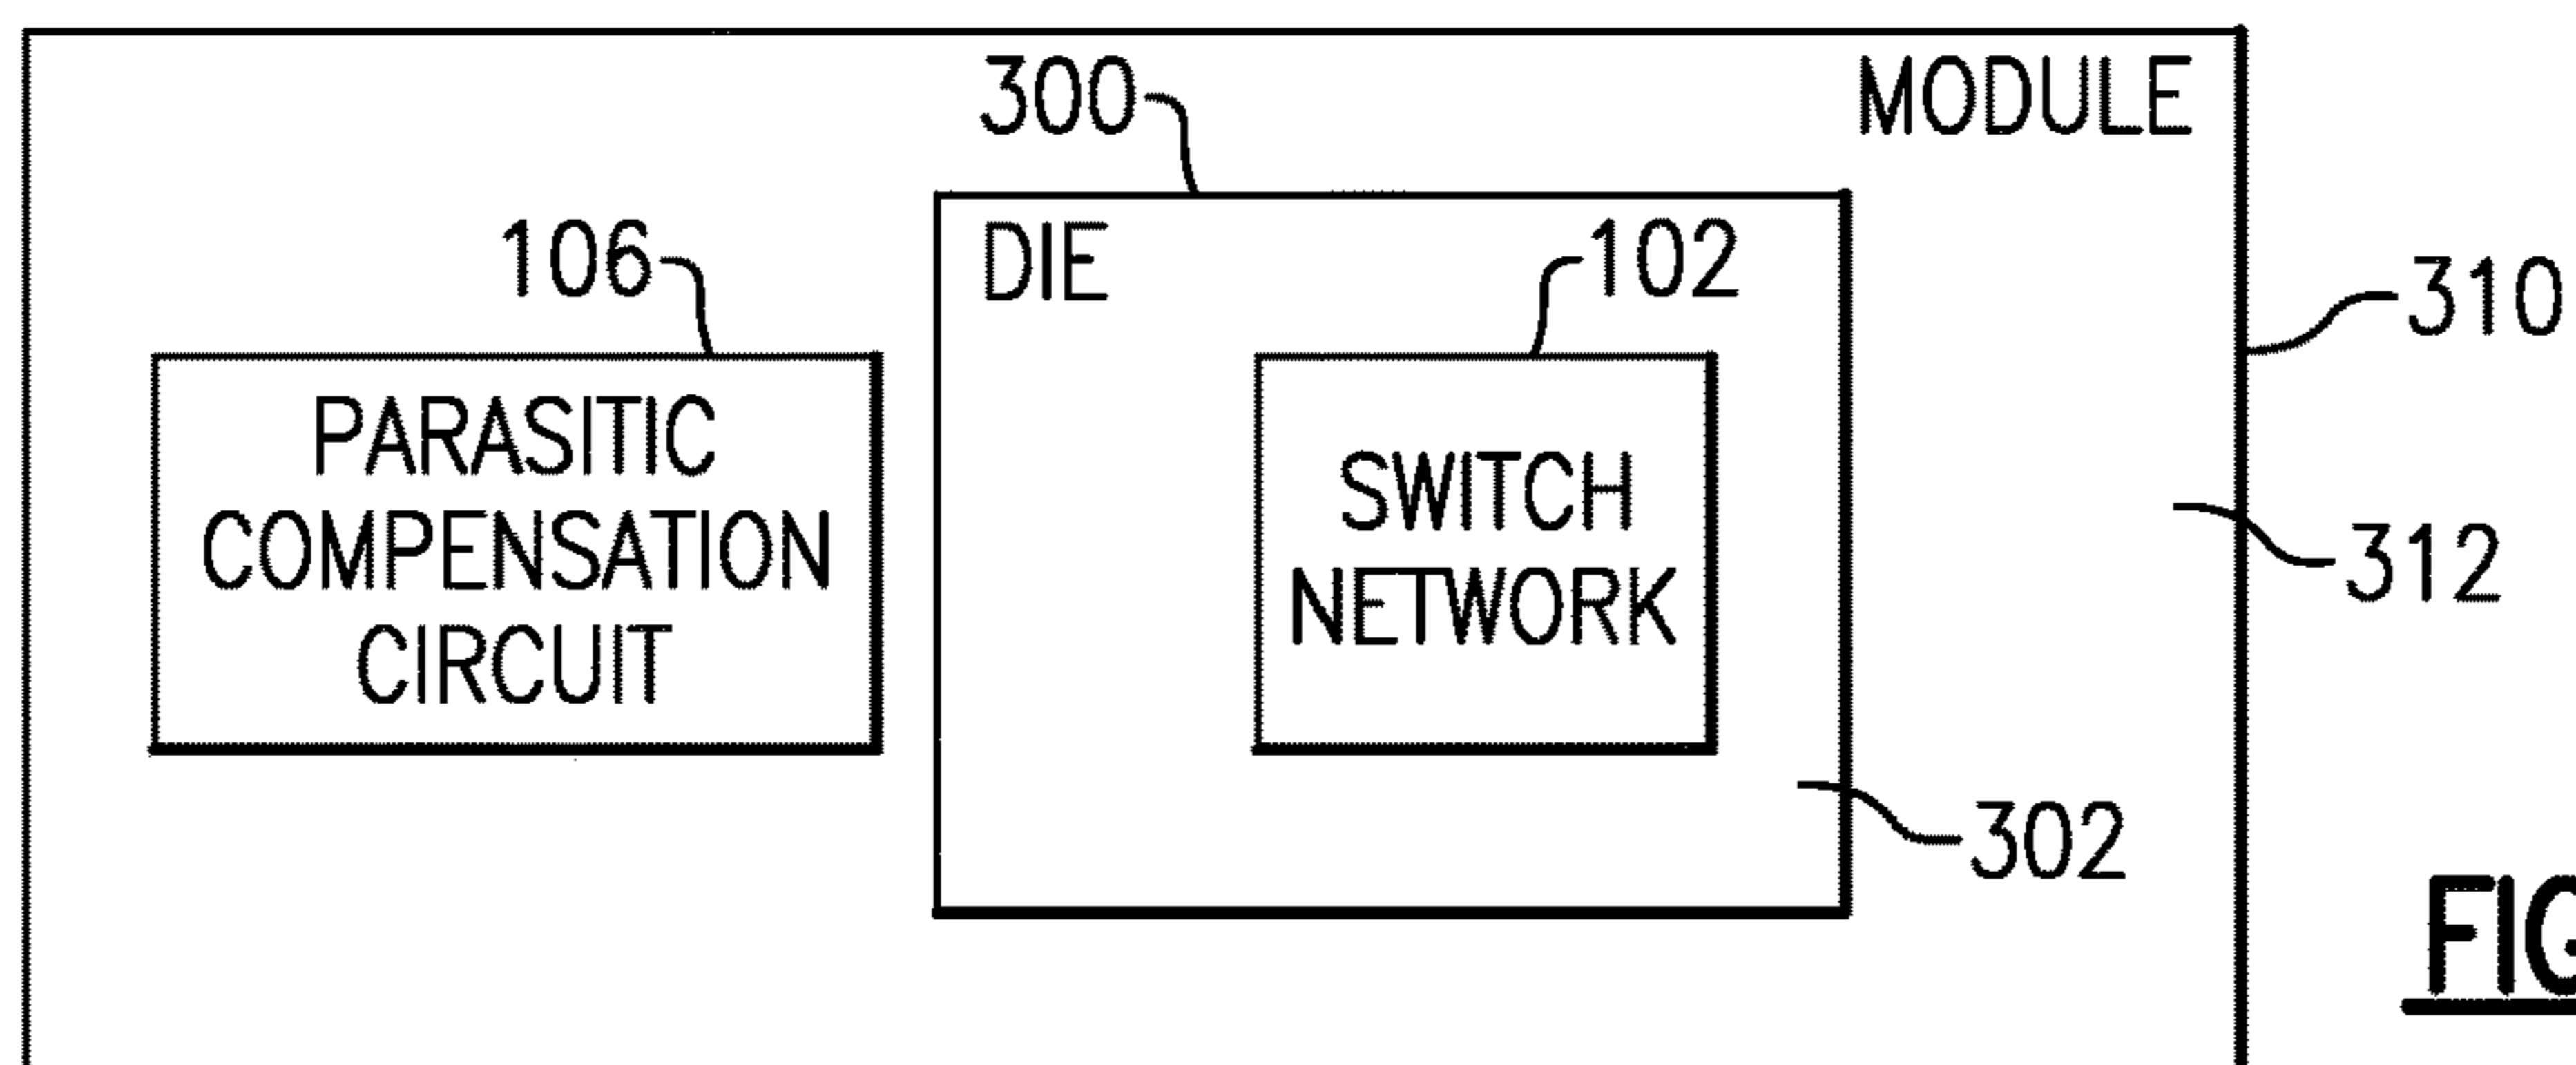 300
MODULE
106
DIE
102
310
PARASITIC
COMPENSATION
CIRCUIT
SWITCH
NETWORK
312
302